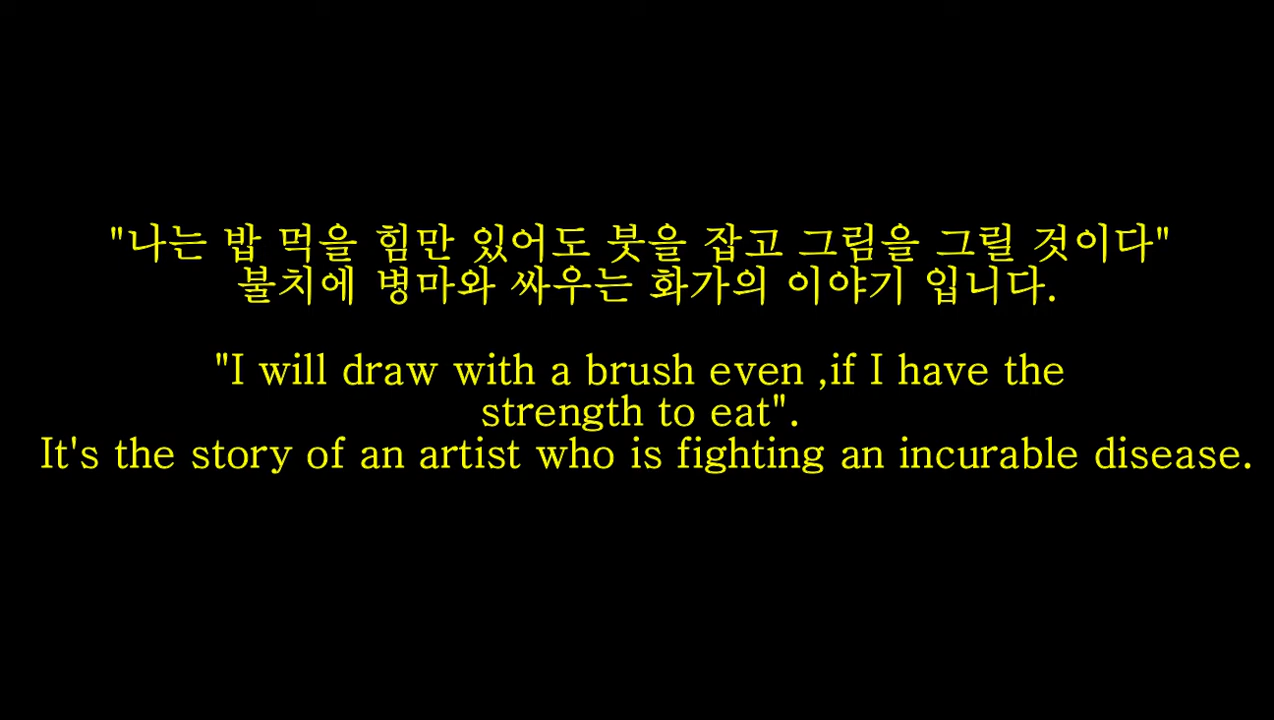 "나는 밥 먹을 힘만 있어도 붓을 잡고 그림을 그릴 것이다"
불치에 병마와 싸우는 화가의 이야기 입니다.
"I will draw with a brush even ,if I have the
strength to eat".
It's the story of an artist who is fighting an incurable disease.